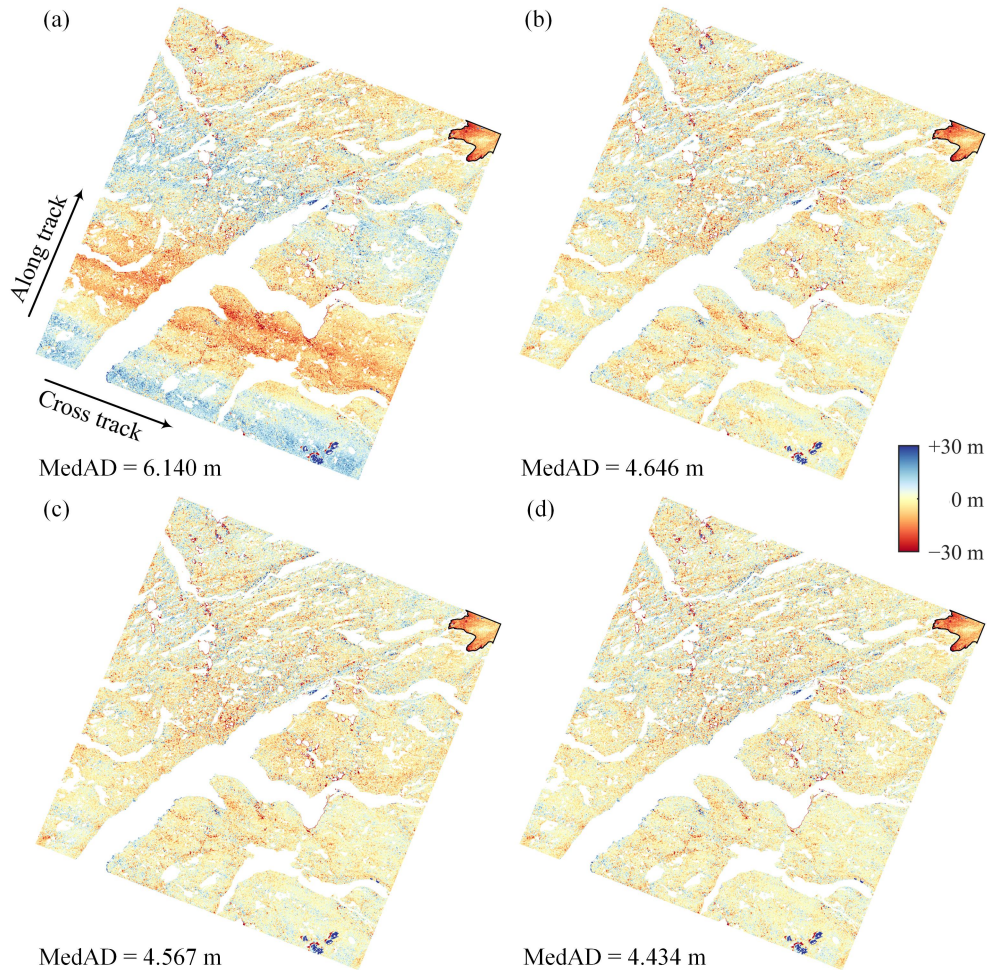 (a)
(b)
Along track
Cross track
MedAD = 6.140 m
MedAD = 4.646 m
+30 m
0 m
−30 m
(c)
(d)
MedAD = 4.567 m
MedAD = 4.434 m